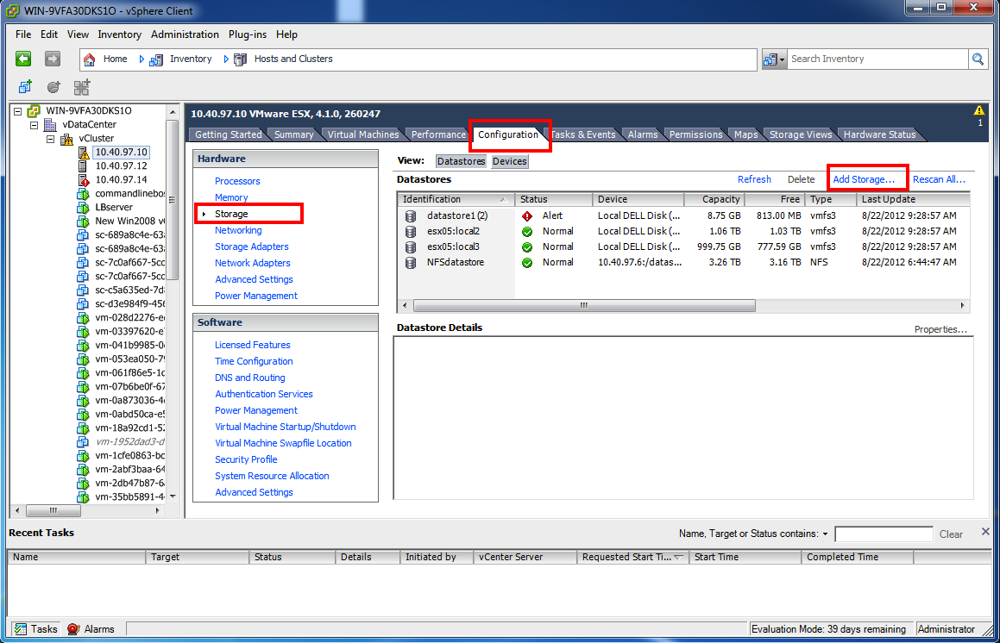 WIN-9VFA30DKS1O - vSphere Client
File Edit View Inventory Administration Plug-ins Help
Home Inventory Hosts and Clusters
Search Inventory
WIN-9VFA30DKS1O
vDataCenter
vCluster
10.40.97.10
10.40.97.12
10.40.97.14
commandlinebo
LBserver
New Win2008 v
sc-689a8c4e-63
sc-689a8c4e-63
sc-7c0af667-5cc
sc-7c0af667-5cc
sc-c5a635ed-7d
sc-d3e984f9-45
vm-028d2276-e
vm-03397620-e
vm-041b9985-0
vm-053ea050-7
vm-061f86e5-1c
vm-07b6be0f-67
vm-0a873036-4
vm-0abd50ca-e
vm-18a92cd1-52
vm-1952dad3-d
vm-1cfe0863-bc
vm-2abf3baa-64
vm-2db47b87-6
vm-35bb5891-4
10.40.97.10 VMware ESX, 4.1.0, 260247
1
Getting Started Summary Virtual Machines Performance Configuration Tasks & Events Alarms Permissions Maps Storage Views Hardware Status
Hardware
Processors
Memory
Storage
Networking
Storage Adapters
Network Adapters
Advanced Settings
Power Management
Software
Licensed Features
Time Configuration
DNS and Routing
Authentication Services
Power Management
Virtual Machine Startup/Shutdown
Virtual Machine Swapfile Location
Security Profile
System Resource Allocation
Advanced Settings
View: Datastores Devices
Datastores Refresh Delete Add Storage... Rescan All...
Identification Status Device Capacity Free Type Last Update
datastore1 (2) Alert Local DELL Disk (... 8.75 GB 813.00 MB vmfs3 8/22/2012 9:28:57 AM
esx05:local2 Normal Local DELL Disk (... 1.06 TB 1.03 TB vmfs3 8/22/2012 9:28:57 AM
esx05:local3 Normal Local DELL Disk (... 999.75 GB 777.59 GB vmfs3 8/22/2012 9:28:57 AM
NFSdatastore Normal 10.40.97.6:/datas... 3.26 TB 3.16 TB NFS 8/22/2012 6:44:47 AM
Datastore Details
Properties...
Recent Tasks
Name, Target or Status contains: Clear
Name Target Status Details Initiated by vCenter Server Requested Start Ti... Start Time Completed Time
Tasks Alarms
Evaluation Mode: 39 days remaining Administrator